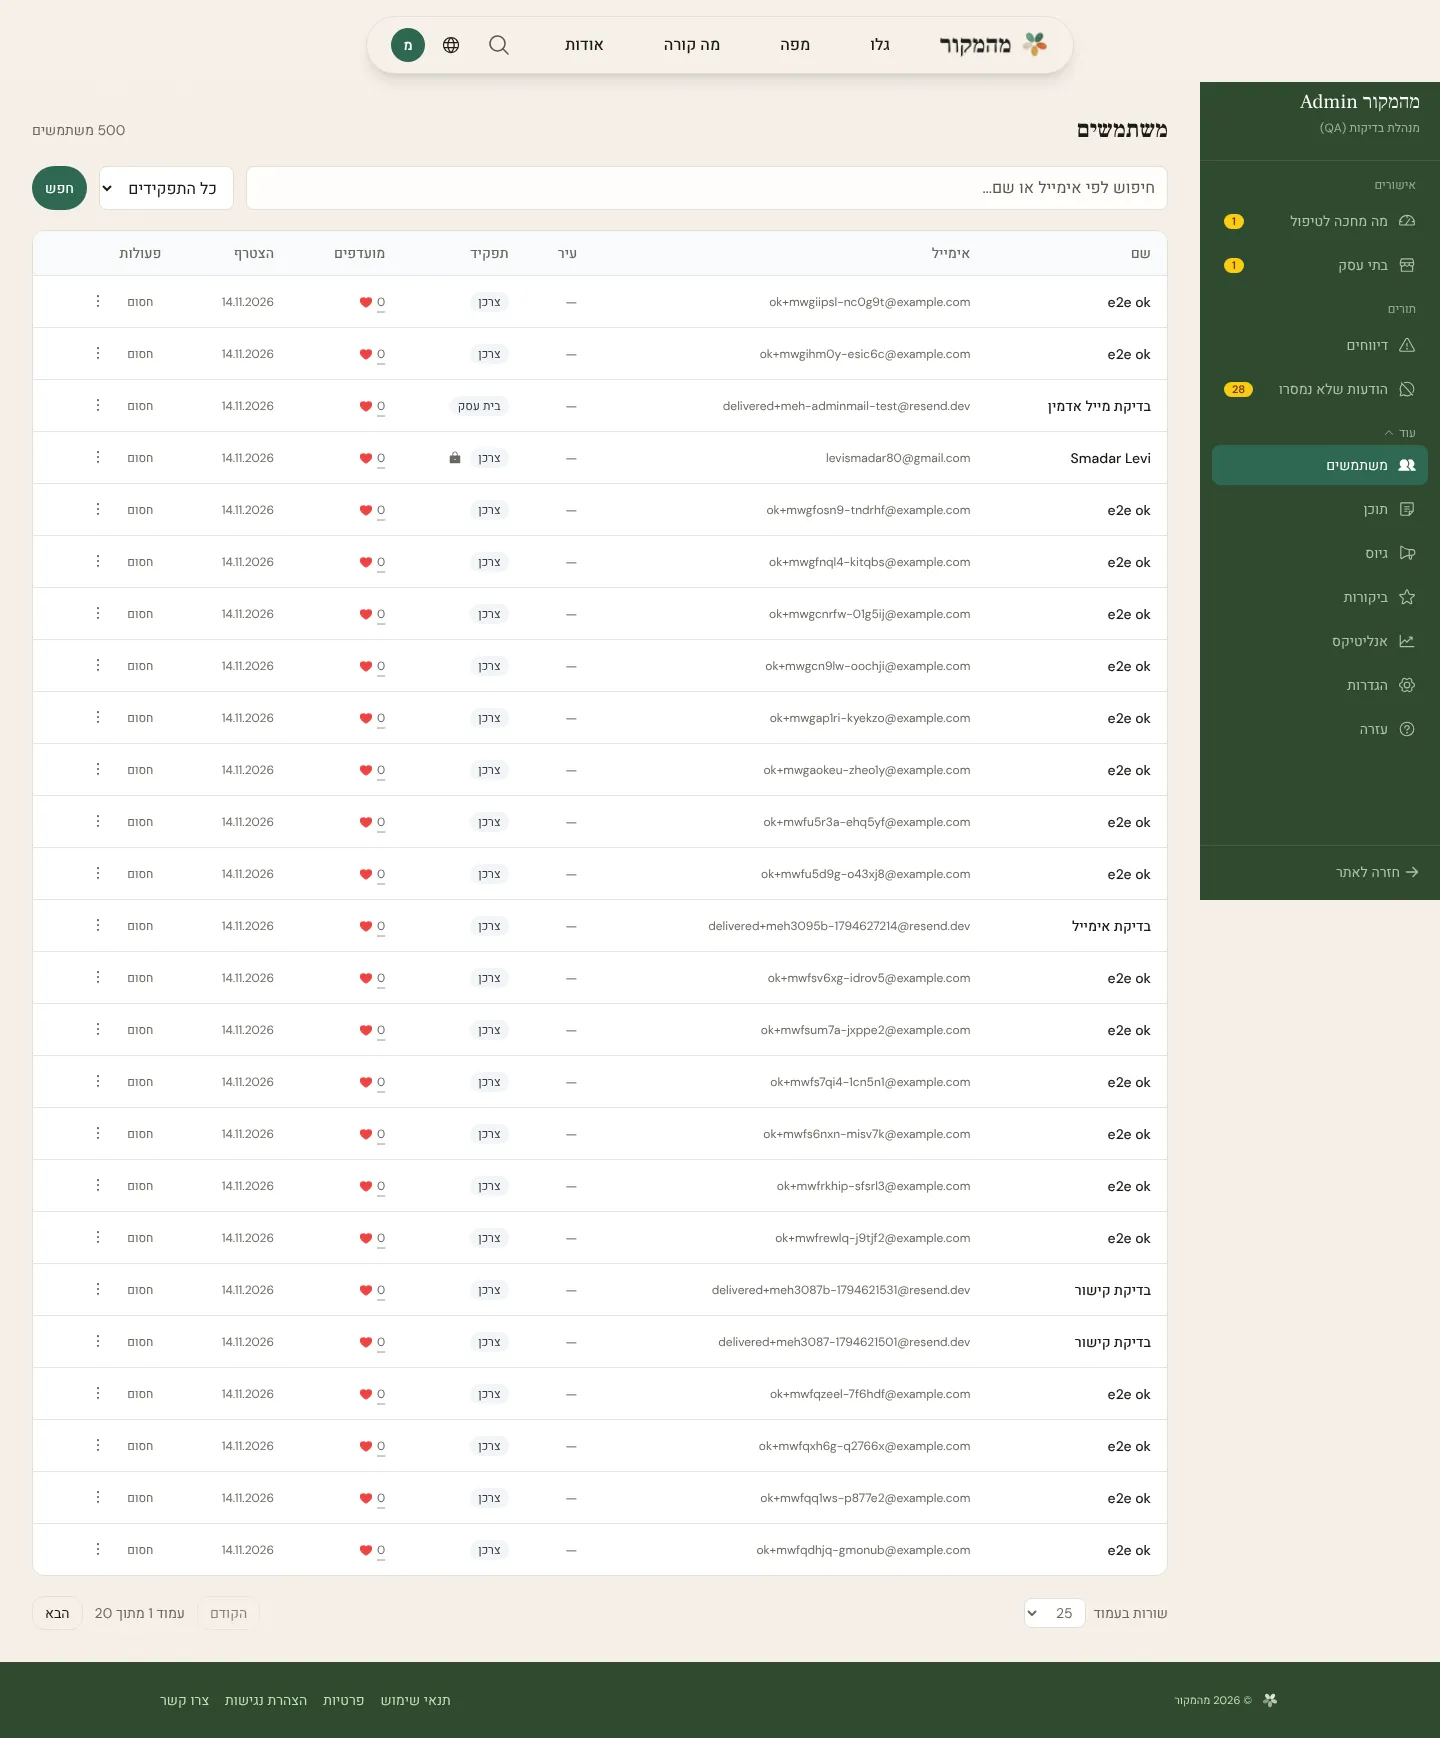 מהמקור
גלו
מפה
מה קורה
אודות
מ
מהמקור Admin
מנהלת בדיקות (QA)
אישורים
מה מחכה לטיפול 1
בתי עסק 1
תורים
דיווחים
הודעות שלא נמסרו 28
עוד
משתמשים
תוכן
גיוס
ביקורות
אנליטיקס
הגדרות
עזרה
חזרה לאתר
משתמשים
500 משתמשים
חיפוש לפי אימייל או שם...
כל התפקידים
חפש
שם אימייל עיר תפקיד מועדפים הצטרף פעולות
e2e ok ok+mwgiipsl-nc0g9t@example.com — צרכן 0 14.11.2026 חסום
e2e ok ok+mwgihm0y-esic6c@example.com — צרכן 0 14.11.2026 חסום
בדיקת מייל אדמין delivered+meh-adminmail-test@resend.dev — בית עסק 0 14.11.2026 חסום
Smadar Levi levismadar80@gmail.com — צרכן 0 14.11.2026 חסום
e2e ok ok+mwgfosn9-tndrhf@example.com — צרכן 0 14.11.2026 חסום
e2e ok ok+mwgfnql4-kitqbs@example.com — צרכן 0 14.11.2026 חסום
e2e ok ok+mwgcnrfw-01g5ij@example.com — צרכן 0 14.11.2026 חסום
e2e ok ok+mwgcn9lw-oochji@example.com — צרכן 0 14.11.2026 חסום
e2e ok ok+mwgap1ri-kyekzo@example.com — צרכן 0 14.11.2026 חסום
e2e ok ok+mwgaokeu-zheo1y@example.com — צרכן 0 14.11.2026 חסום
e2e ok ok+mwfu5r3a-ehq5yf@example.com — צרכן 0 14.11.2026 חסום
e2e ok ok+mwfu5d9g-o43xj8@example.com — צרכן 0 14.11.2026 חסום
בדיקת אימייל delivered+meh3095b-1794627214@resend.dev — צרכן 0 14.11.2026 חסום
e2e ok ok+mwfsv6xg-idrov5@example.com — צרכן 0 14.11.2026 חסום
e2e ok ok+mwfsum7a-jxppe2@example.com — צרכן 0 14.11.2026 חסום
e2e ok ok+mwfs7qi4-1cn5n1@example.com — צרכן 0 14.11.2026 חסום
e2e ok ok+mwfs6nxn-misv7k@example.com — צרכן 0 14.11.2026 חסום
e2e ok ok+mwfrkhip-sfsrl3@example.com — צרכן 0 14.11.2026 חסום
e2e ok ok+mwfrewlq-j9tjf2@example.com — צרכן 0 14.11.2026 חסום
בדיקת קישור delivered+meh3087b-1794621531@resend.dev — צרכן 0 14.11.2026 חסום
בדיקת קישור delivered+meh3087-1794621501@resend.dev — צרכן 0 14.11.2026 חסום
e2e ok ok+mwfqzeel-7f6hdf@example.com — צרכן 0 14.11.2026 חסום
e2e ok ok+mwfqxh6g-q2766x@example.com — צרכן 0 14.11.2026 חסום
e2e ok ok+mwfqq1ws-p877e2@example.com — צרכן 0 14.11.2026 חסום
e2e ok ok+mwfqdhjq-gmonub@example.com — צרכן 0 14.11.2026 חסום
שורות בעמוד 25
הקודם עמוד 1 מתוך 20 הבא
© 2026 מהמקור
תנאי שימוש פרטיות הצהרת נגישות צרו קשר